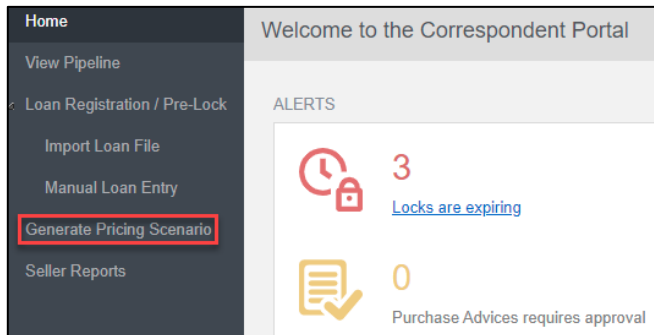 Home
View Pipeline
Loan Registration / Pre-Lock
Import Loan File
Manual Loan Entry
Generate Pricing Scenario
Seller Reports
Welcome to the Correspondent Portal
ALERTS
3
Locks are expiring
0
Purchase Advices requires approval